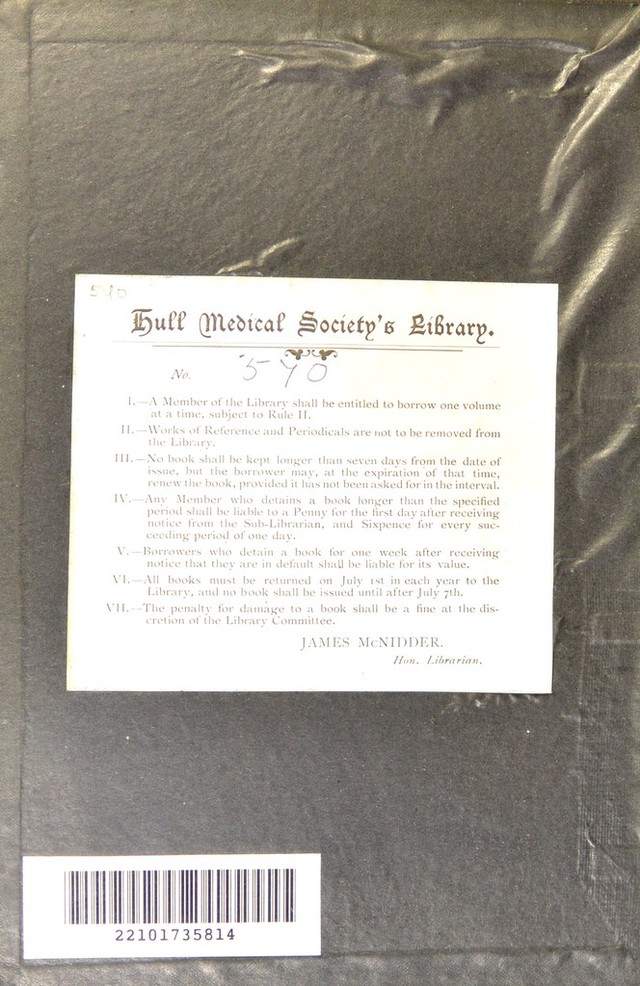 540
Hull Medical Society's Library.
No. 540
I.—A Member of the Library shall be entitled to borrow one volume
at a time, subject to Rule II.
II.—Works of Reference and Periodicals are not to be removed from
the Library.
III.—No book shall be kept longer than seven days from the date of
issue, but the borrower may, at the expiration of that time,
renew the book, provided it has not been asked for in the interval.
IV.—Any Member who detains a book longer than the specified
period shall be liable to a Penny for the first day after receiving
notice from the Sub-Librarian, and Sixpence for every suc-
ceeding period of one day.
V.—Borrowers who detain a book for one week after receiving
notice that they are in default shall be liable for its value.
VI.—All books must be returned on July 1st in each year to the
Library, and no book shall be issued until after July 7th.
VII.—The penalty for damage to a book shall be a fine at the dis-
cretion of the Library Committee.
JAMES McNIDDER.
Hon. Librarian.
22101735814